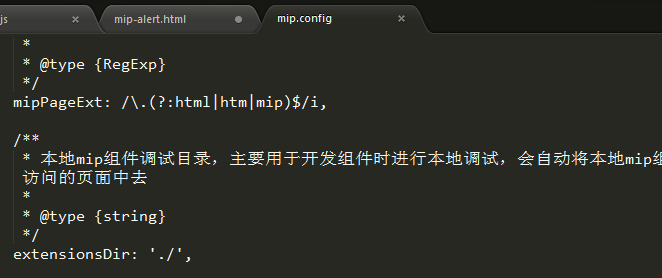 js
mip-alert.html
mip.config
*
* @type {RegExp}
*/
mipPageExt: /\.(?:html|htm|mip)$/i,
/**
* 本地mip组件调试目录，主要用于开发组件时进行本地调试，会自动将本地mip组
访问的页面中去
*
* @type {string}
*/
extensionsDir: './',